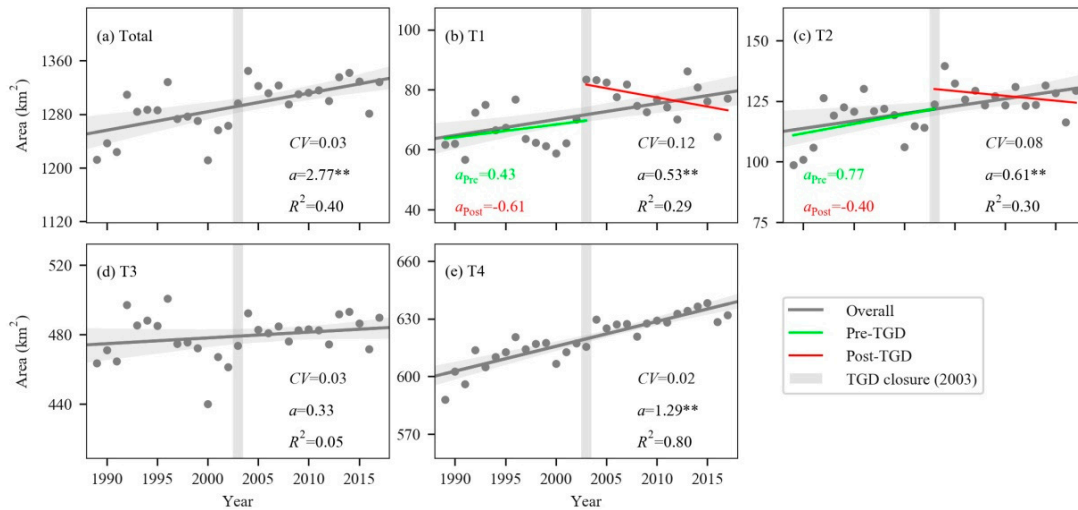 (a) Total
Area (km²)
1360
1280
1200
1120
CV=0.03
a=2.77**
R²=0.40
(b) T1
100
80
60
40
CV=0.12
a=0.53**
R²=0.29
aPre=0.43
aPost=-0.61
(c) T2
150
125
100
75
CV=0.08
a=0.61**
R²=0.30
aPre=0.77
aPost=-0.40
(d) T3
Area (km²)
520
480
440
CV=0.03
a=0.33
R²=0.05
1990 1995 2000 2005 2010 2015
Year
(e) T4
660
630
600
570
CV=0.02
a=1.29**
R²=0.80
1990 1995 2000 2005 2010 2015
Year
Overall
Pre-TGD
Post-TGD
TGD closure (2003)